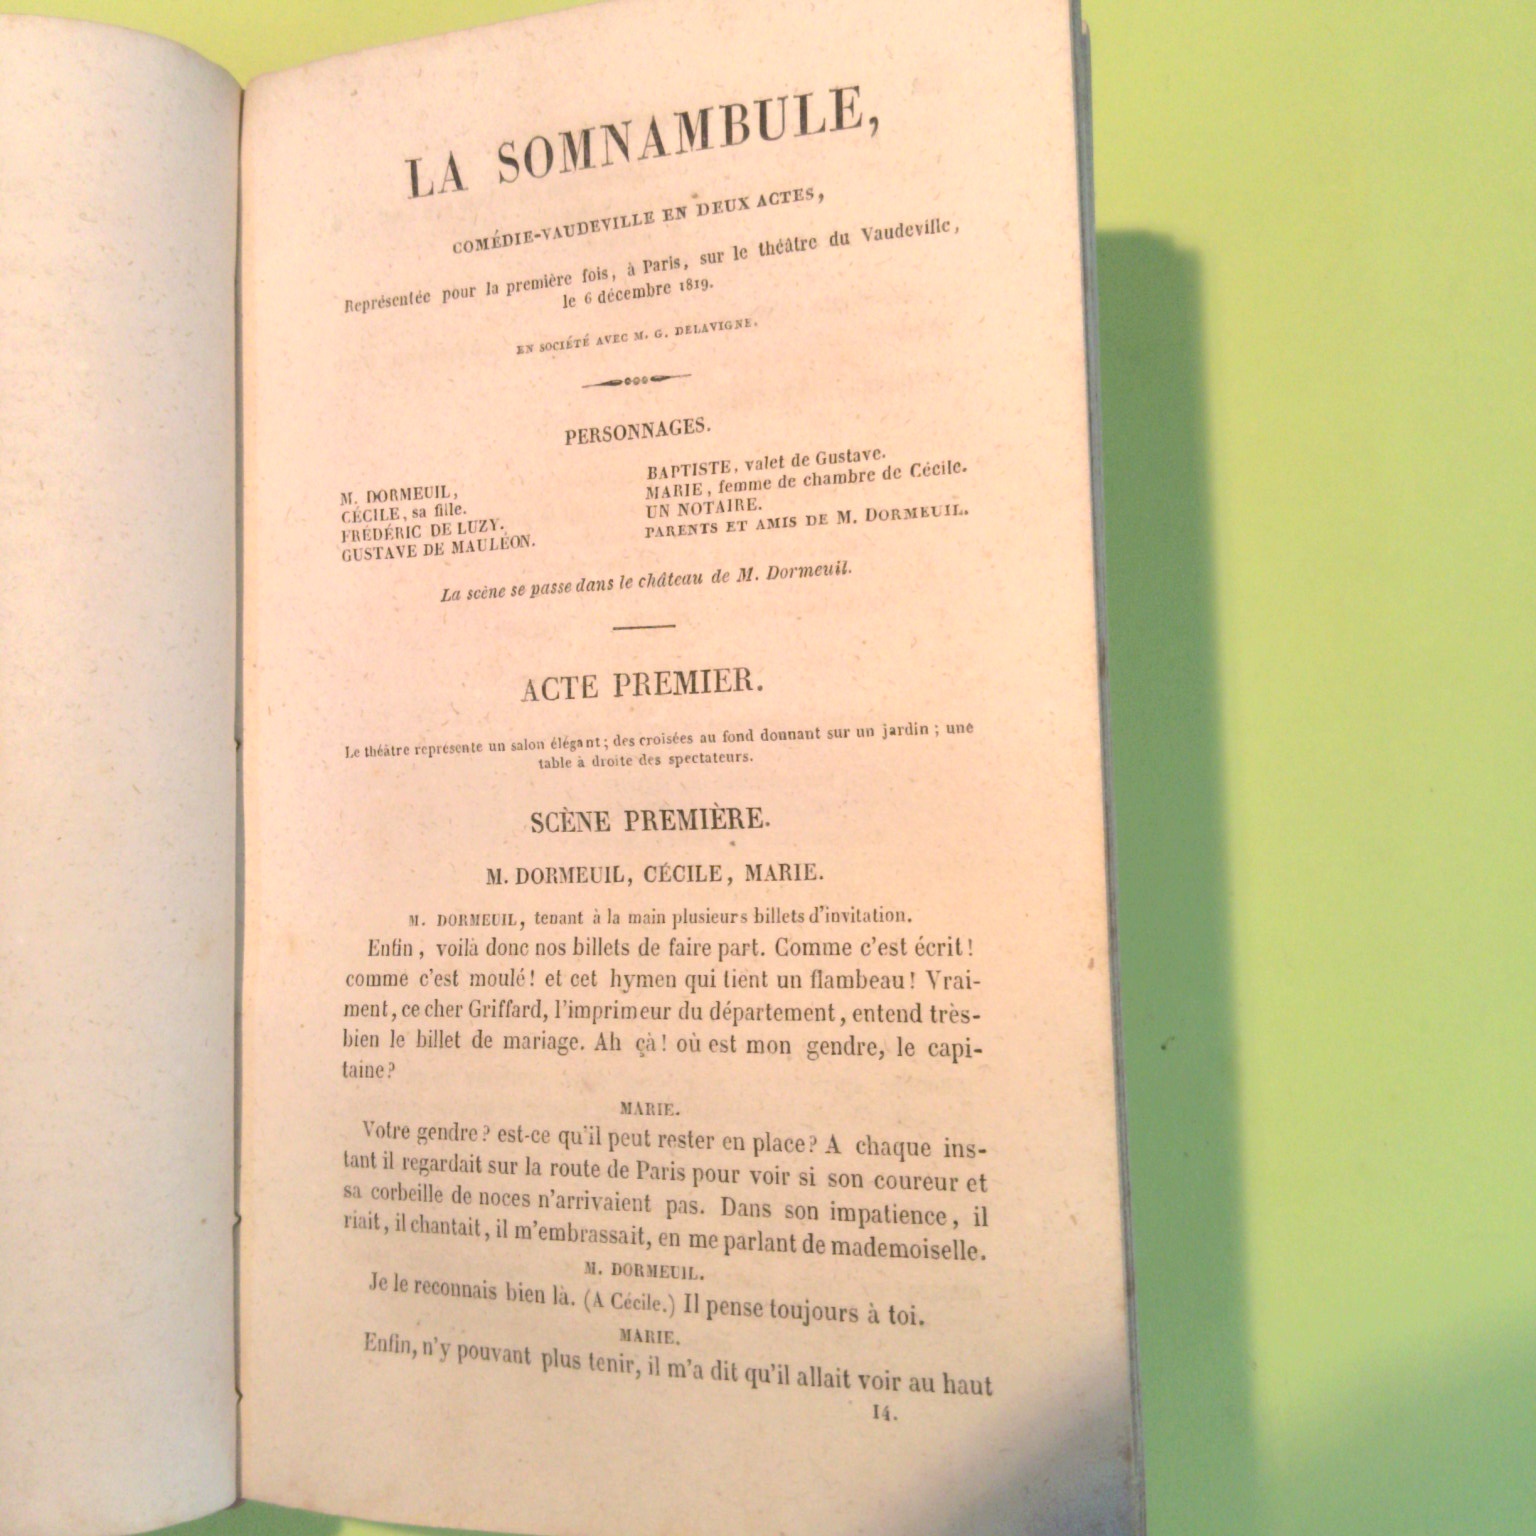 LA SOMNAMBULE,
COMÉDIE-VAUDEVILLE EN DEUX ACTES,
Représentée pour la première fois, à Paris, sur le théâtre du Vaudeville,
le 6 décembre 1819.
EN SOCIÉTÉ AVEC M. G. DELAVIGNE.
PERSONNAGES.
M. DORMEUIL,
CÉCILE, sa fille.
FRÉDÉRIC DE LUZY.
GUSTAVE DE MAULÉON.
BAPTISTE, valet de Gustave.
MARIE, femme de chambre de Cécile.
UN NOTAIRE.
PARENTS ET AMIS DE M. DORMEUIL.
La scène se passe dans le château de M. Dormeuil.
ACTE PREMIER.
Le théâtre représente un salon élégant; des croisées au fond donnant sur un jardin; une
table à droite des spectateurs.
SCÈNE PREMIÈRE.
M. DORMEUIL, CÉCILE, MARIE.
M. DORMEUIL, tenant à la main plusieurs billets d'invitation.
Enfin, voilà donc nos billets de faire part. Comme c'est écrit!
comme c'est moulé! et cet hymen qui tient un flambeau! Vrai-
ment, ce cher Griffard, l'imprimeur du département, entend très-
bien le billet de mariage. Ah çà! où est mon gendre, le capi-
taine?
MARIE.
Votre gendre? est-ce qu'il peut rester en place? A chaque ins-
tant il regardait sur la route de Paris pour voir si son coureur et
sa corbeille de noces n'arrivaient pas. Dans son impatience, il
riait, il chantait, il m'embrassait, en me parlant de mademoiselle.
M. DORMEUIL.
Je le reconnais bien là. (A Cécile.) Il pense toujours à toi.
MARIE.
Enfin, n'y pouvant plus tenir, il m'a dit qu'il allait voir au haut
14.